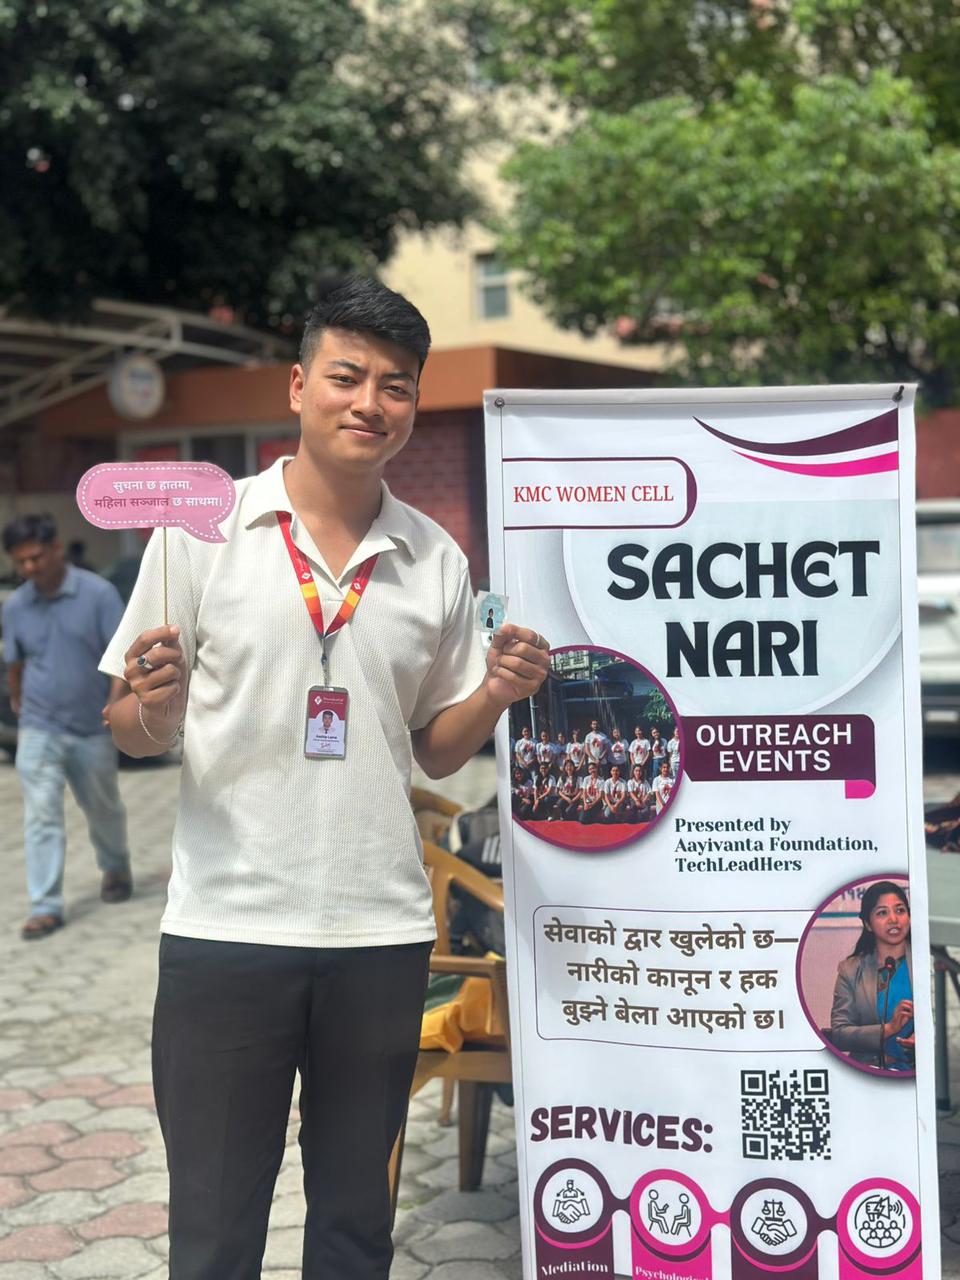 सुचना छ हातमा,
महिला सञ्जाल छ साथमा।
KMC WOMEN CELL
SACHET
NARI
OUTREACH
EVENTS
Presented by
Aayivanta Foundation,
TechLeadHers
सेवाको द्वार खुलेको छ—
नारीको कानून र हक
बुझ्ने बेला आएको छ।
SERVICES:
Mediation